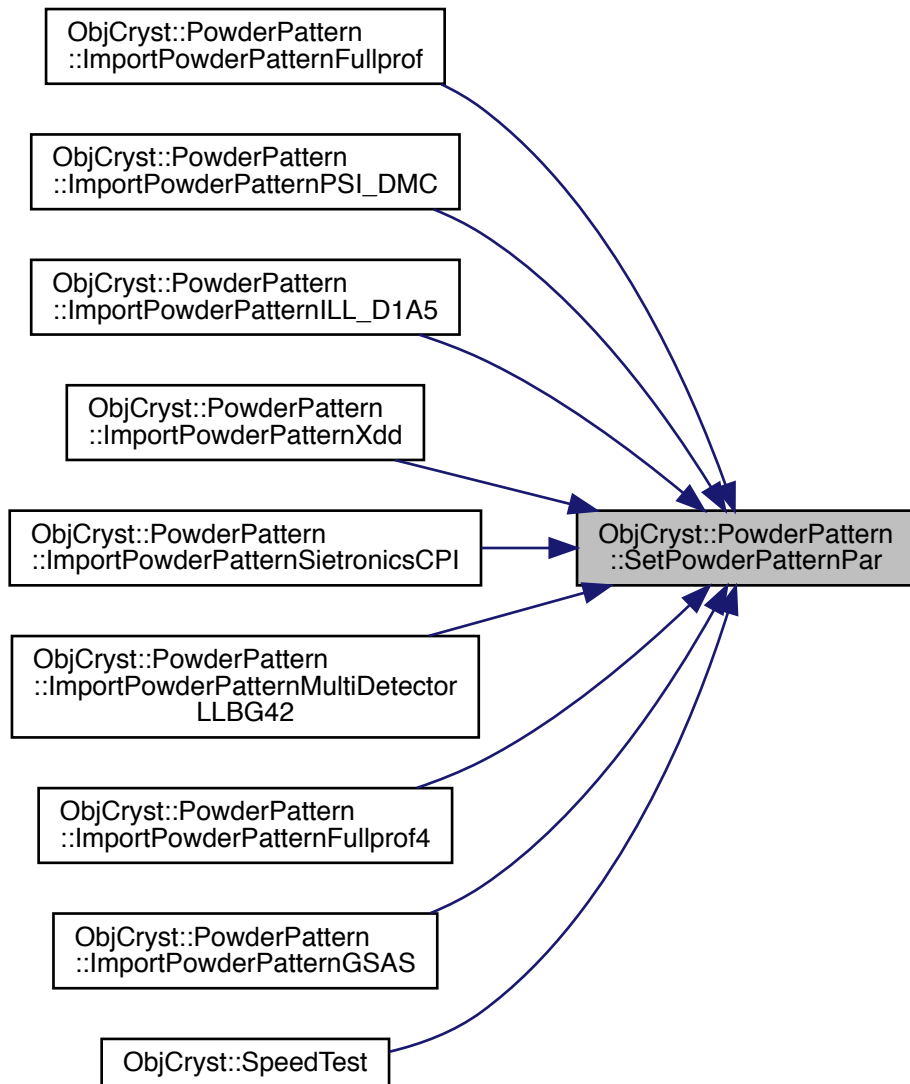 ObjCryst::PowderPattern
::ImportPowderPatternFullprof
ObjCryst::PowderPattern
::ImportPowderPatternPSI_DMC
ObjCryst::PowderPattern
::ImportPowderPatternILL_D1A5
ObjCryst::PowderPattern
::ImportPowderPatternXdd
ObjCryst::PowderPattern
::ImportPowderPatternSietronicsCPI
ObjCryst::PowderPattern
::SetPowderPatternPar
ObjCryst::PowderPattern
::ImportPowderPatternMultiDetector
LLBG42
ObjCryst::PowderPattern
::ImportPowderPatternFullprof4
ObjCryst::PowderPattern
::ImportPowderPatternGSAS
ObjCryst::SpeedTest